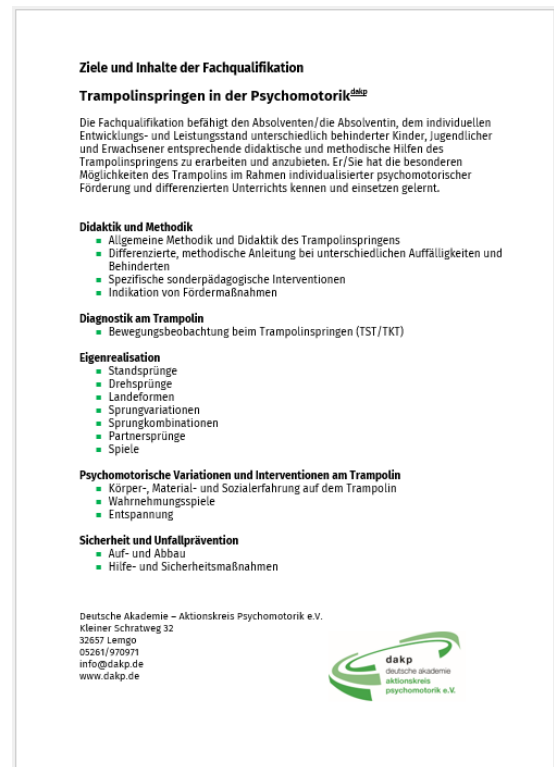 Ziele und Inhalte der Fachqualifikation
Trampolinspringen in der Psychomotorik dakp
Die Fachqualifikation befähigt den Absolventen/die Absolventin, dem individuellen
Entwicklungs- und Leistungsstand unterschiedlich behinderter Kinder, Jugendlicher
und Erwachsener entsprechende didaktische und methodische Hilfen des
Trampolinspringens zu erarbeiten und anzubieten. Er/Sie hat die besonderen
Möglichkeiten des Trampolins im Rahmen individualisierter psychomotorischer
Förderung und differenzierten Unterrichts kennen und einsetzen gelernt.
Didaktik und Methodik
Allgemeine Methodik und Didaktik des Trampolinspringens
Differenzierte, methodische Anleitung bei unterschiedlichen Auffälligkeiten und
Behinderten
Spezifische sonderpädagogische Interventionen
Indikation von Fördermaßnahmen
Diagnostik am Trampolin
Bewegungsbeobachtung beim Trampolinspringen (TST/TKT)
Eigenrealisation
Standsprünge
Drehsprünge
Landeformen
Sprungvariationen
Sprungkombinationen
Partnersprünge
Spiele
Psychomotorische Variationen und Interventionen am Trampolin
Körper-, Material- und Sozialerfahrung auf dem Trampolin
Wahrnehmungsspiele
Entspannung
Sicherheit und Unfallprävention
Auf- und Abbau
Hilfe- und Sicherheitsmaßnahmen
Deutsche Akademie – Aktionskreis Psychomotorik e.V.
Kleiner Schratweg 32
32657 Lemgo
05261/970971
info@dakp.de
www.dakp.de
dakp
deutsche akademie
aktionskreis
psychomotorik e.V.